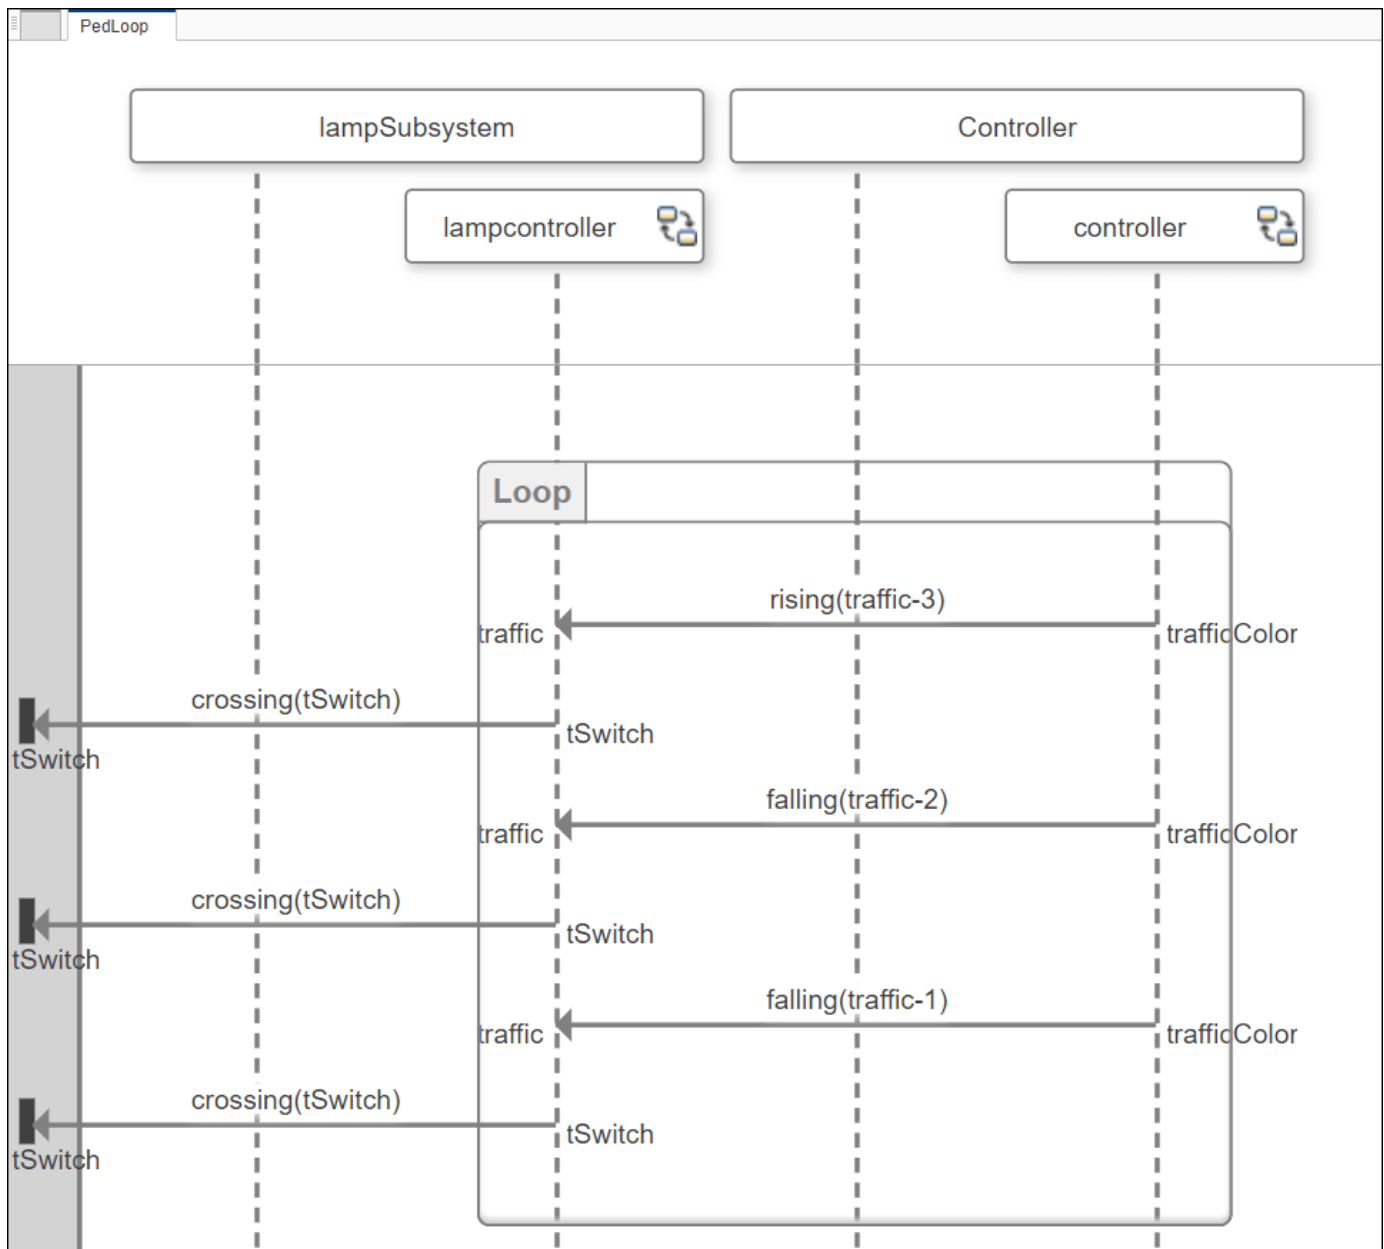 PedLoop
lampSubsystem
Controller
lampcontroller
controller
Loop
rising(traffic-3)
traffic
trafficColor
crossing(tSwitch)
tSwitch
tSwitch
falling(traffic-2)
traffic
trafficColor
crossing(tSwitch)
tSwitch
tSwitch
falling(traffic-1)
traffic
trafficColor
crossing(tSwitch)
tSwitch
tSwitch